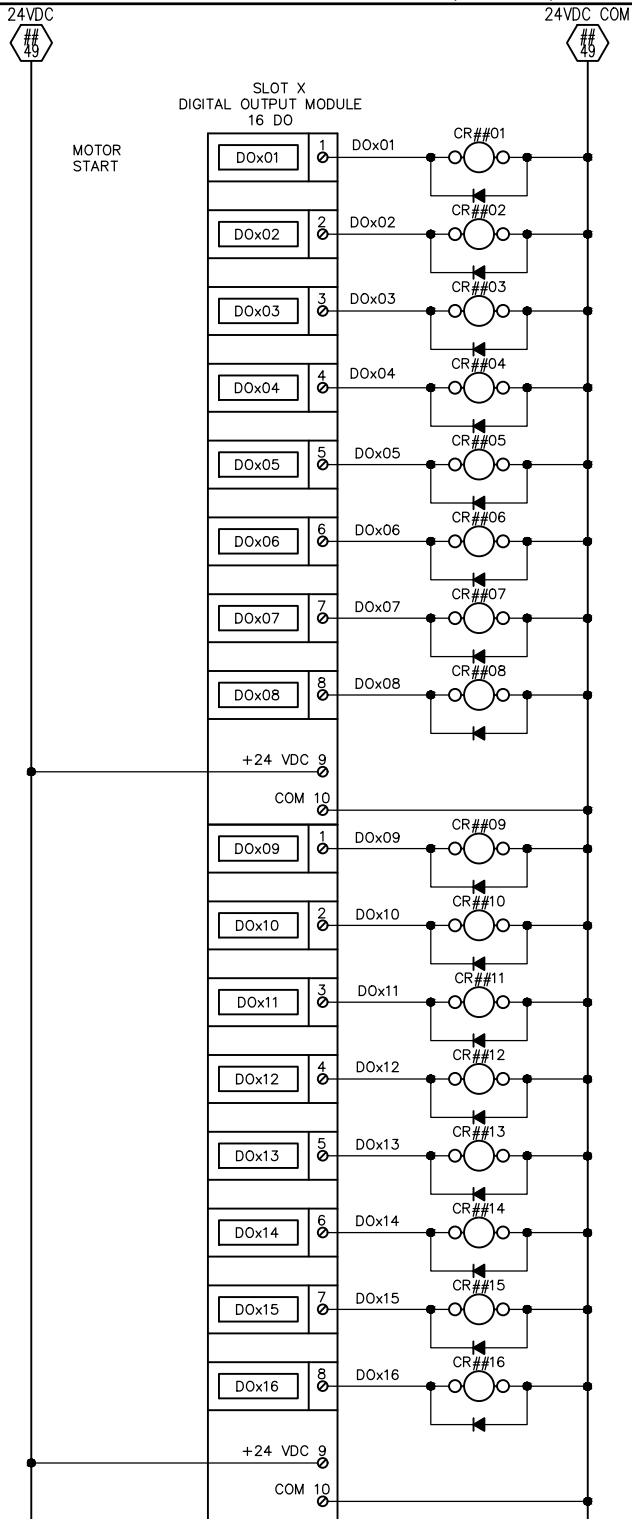 24VDC
24VDC COM
##
49
##
49
SLOT X
DIGITAL OUTPUT MODULE
16 DO
MOTOR
START
DOx01 1 DOx01 CR##01
DOx02 2 DOx02 CR##02
DOx03 3 DOx03 CR##03
DOx04 4 DOx04 CR##04
DOx05 5 DOx05 CR##05
DOx06 6 DOx06 CR##06
DOx07 7 DOx07 CR##07
DOx08 8 DOx08 CR##08
+24 VDC 9
COM 10
DOx09 1 DOx09 CR##09
DOx10 2 DOx10 CR##10
DOx11 3 DOx11 CR##11
DOx12 4 DOx12 CR##12
DOx13 5 DOx13 CR##13
DOx14 6 DOx14 CR##14
DOx15 7 DOx15 CR##15
DOx16 8 DOx16 CR##16
+24 VDC 9
COM 10